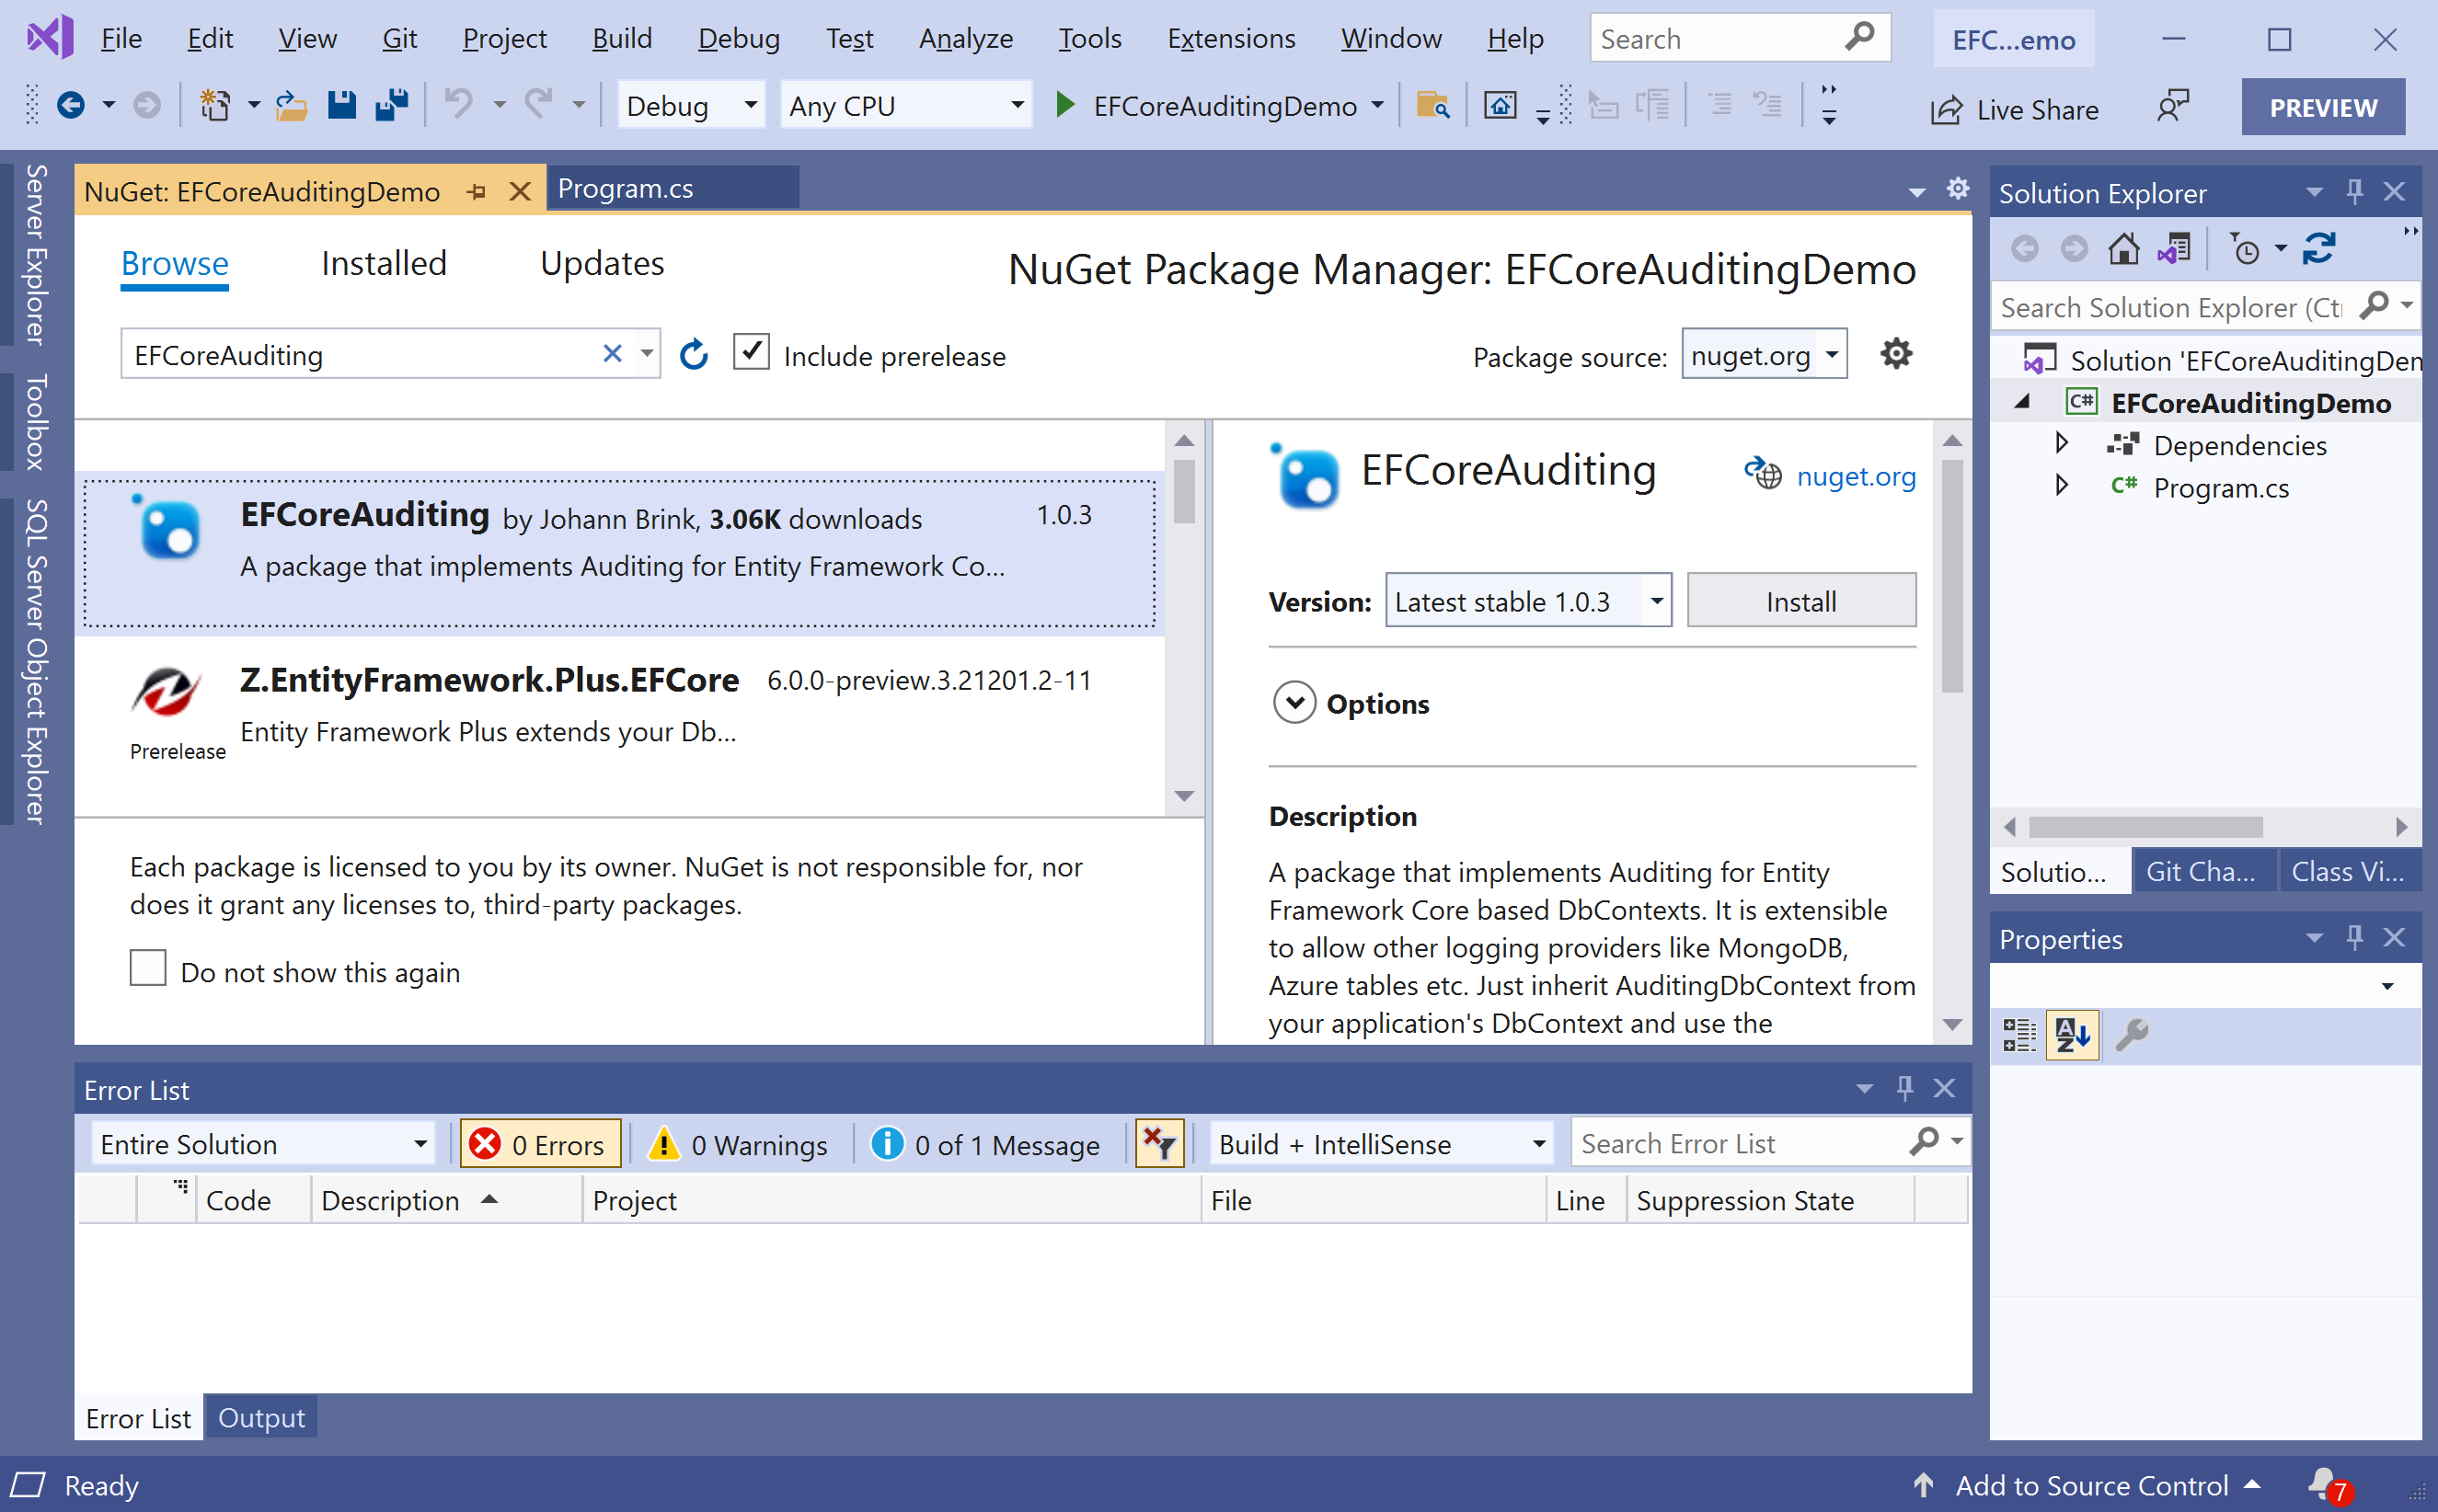 File Edit View Git Project Build Debug Test Analyze Tools Extensions Window Help Search EFC...emo
Debug Any CPU EFCoreAuditingDemo Live Share PREVIEW
Server Explorer
Toolbox
SQL Server Object Explorer
NuGet: EFCoreAuditingDemo Program.cs
Browse Installed Updates NuGet Package Manager: EFCoreAuditingDemo
EFCoreAuditing Include prerelease Package source: nuget.org
EFCoreAuditing by Johann Brink, 3.06K downloads 1.0.3
A package that implements Auditing for Entity Framework Co...
Z.EntityFramework.Plus.EFCore 6.0.0-preview.3.21201.2-11
Entity Framework Plus extends your Db...
Prerelease
Each package is licensed to you by its owner. NuGet is not responsible for, nor
does it grant any licenses to, third-party packages.
Do not show this again
EFCoreAuditing nuget.org
Version: Latest stable 1.0.3 Install
Options
Description
A package that implements Auditing for Entity
Framework Core based DbContexts. It is extensible
to allow other logging providers like MongoDB,
Azure tables etc. Just inherit AuditingDbContext from
your application's DbContext and use the
Solution Explorer
Search Solution Explorer (Ct
Solution 'EFCoreAuditingDem
C# EFCoreAuditingDemo
Dependencies
C# Program.cs
Solutio... Git Cha... Class Vi...
Properties
Error List
Entire Solution 0 Errors 0 Warnings 0 of 1 Message Build + IntelliSense Search Error List
Code Description Project File Line Suppression State
Error List Output
Ready Add to Source Control 7